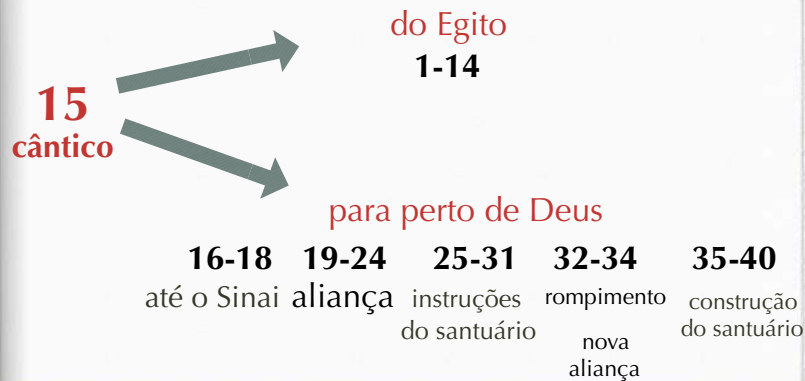 do Egito
1-14
15
cântico
para perto de Deus
16-18 19-24 25-31 32-34 35-40
até o Sinai aliança instruções do santuário rompimento construção do santuário
nova aliança